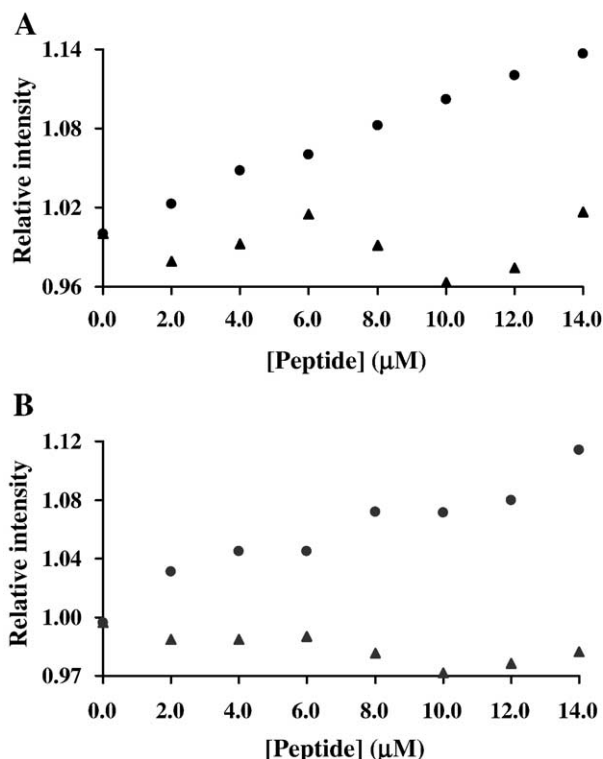 A
1.14
1.08
1.02
0.96
Relative intensity
0.0 2.0 4.0 6.0 8.0 10.0 12.0 14.0
[Peptide] (µM)
B
1.12
1.08
1.04
1.00
0.97
Relative intensity
0.0 2.0 4.0 6.0 8.0 10.0 12.0 14.0
[Peptide] (µM)